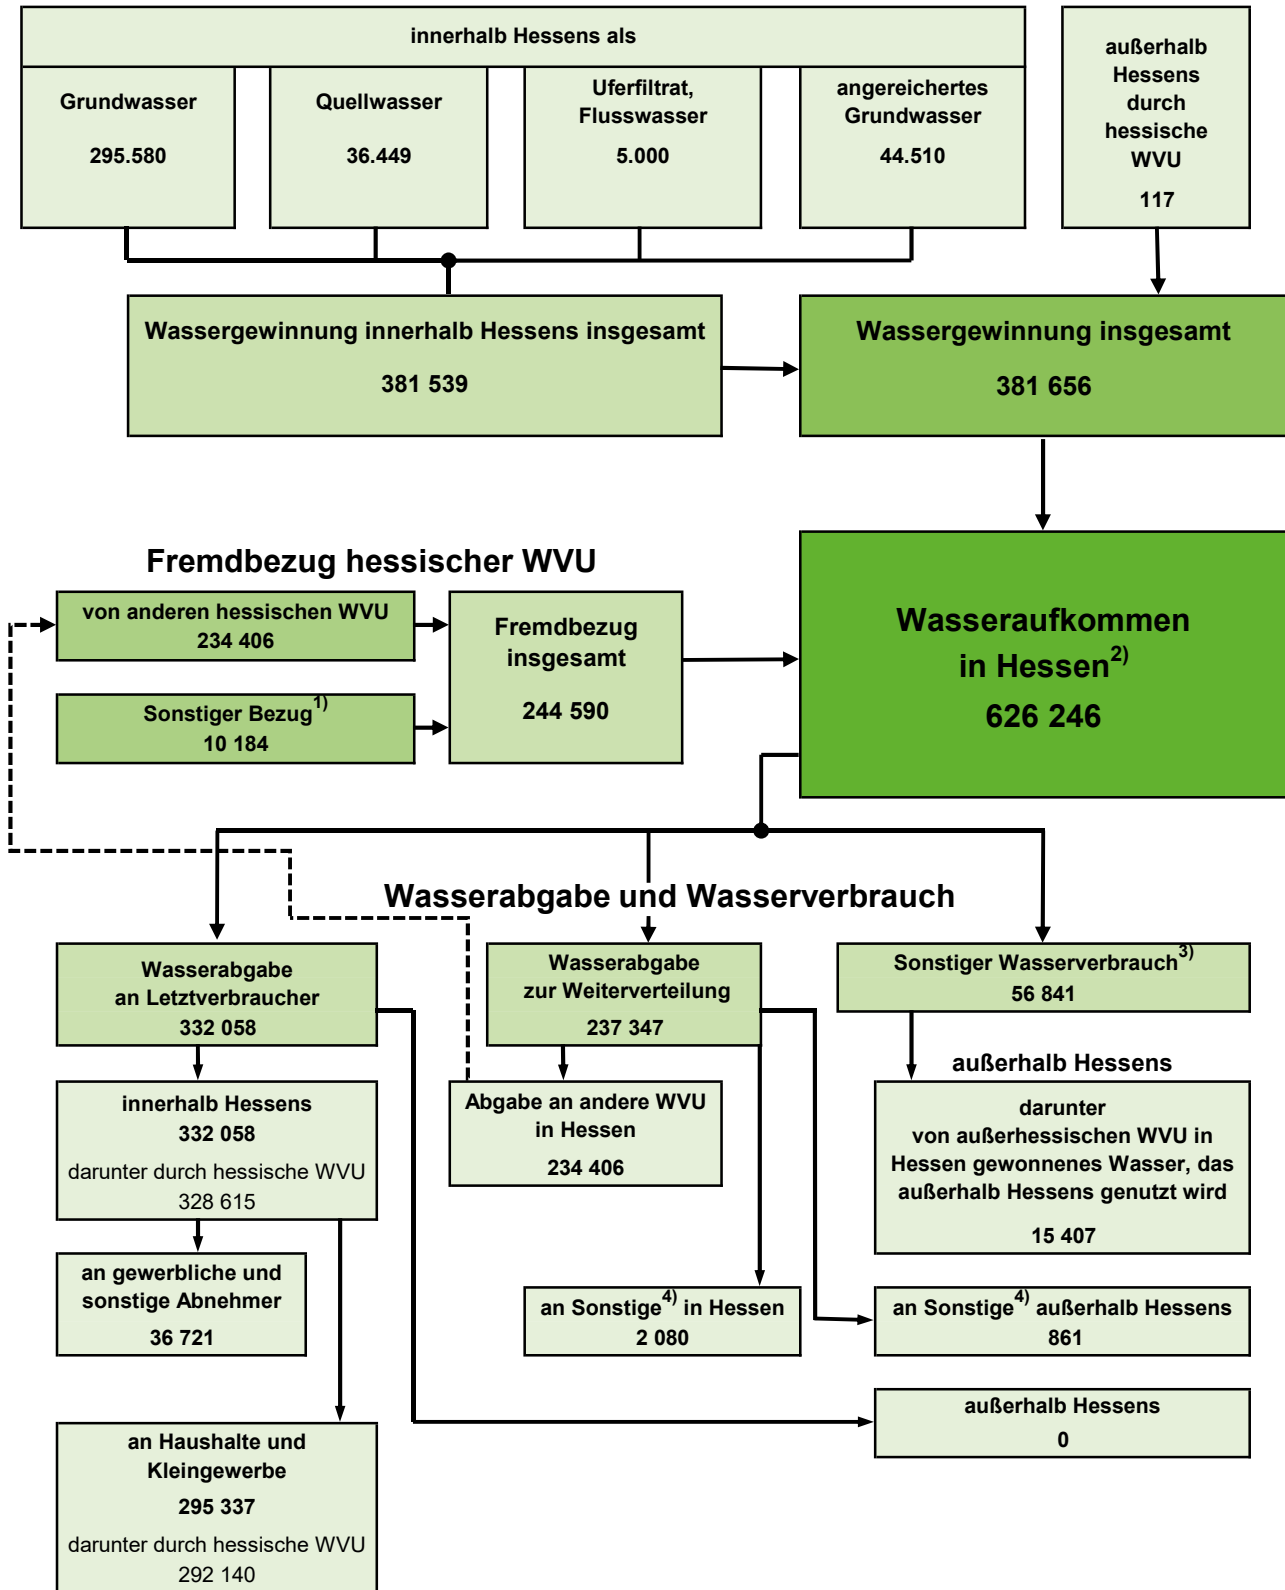 innerhalb Hessens als
Grundwasser
295.580
Quellwasser
36.449
Uferfiltrat,
Flusswasser
5.000
angereichertes
Grundwasser
44.510
außerhalb
Hessens
durch
hessische
WVU
117
Wassergewinnung innerhalb Hessens insgesamt
381 539
Wassergewinnung insgesamt
381 656
Fremdbezug hessischer WVU
von anderen hessischen WVU
234 406
Sonstiger Bezug1)
10 184
Fremdbezug
insgesamt
244 590
Wasseraufkommen
in Hessen2)
626 246
Wasserabgabe und Wasserverbrauch
Wasserabgabe
an Letztverbraucher
332 058
Wasserabgabe
zur Weiterverteilung
237 347
Sonstiger Wasserverbrauch3)
56 841
außerhalb Hessens
innerhalb Hessens
332 058
darunter durch hessische WVU
328 615
Abgabe an andere WVU
in Hessen
234 406
darunter
von außerhessischen WVU in
Hessen gewonnenes Wasser, das
außerhalb Hessens genutzt wird
15 407
an gewerbliche und
sonstige Abnehmer
36 721
an Sonstige4) in Hessen
2 080
an Sonstige4) außerhalb Hessens
861
außerhalb Hessens
0
an Haushalte und
Kleingewerbe
295 337
darunter durch hessische WVU
292 140